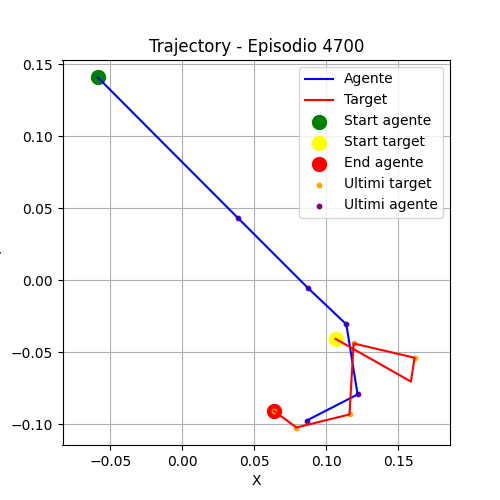 Trajectory - Episodio 4700
0.15
0.10
0.05
0.00
−0.05
−0.10
Agente
Target
Start agente
Start target
End agente
Ultimi target
Ultimi agente
−0.05
0.00
0.05
0.10
0.15
X